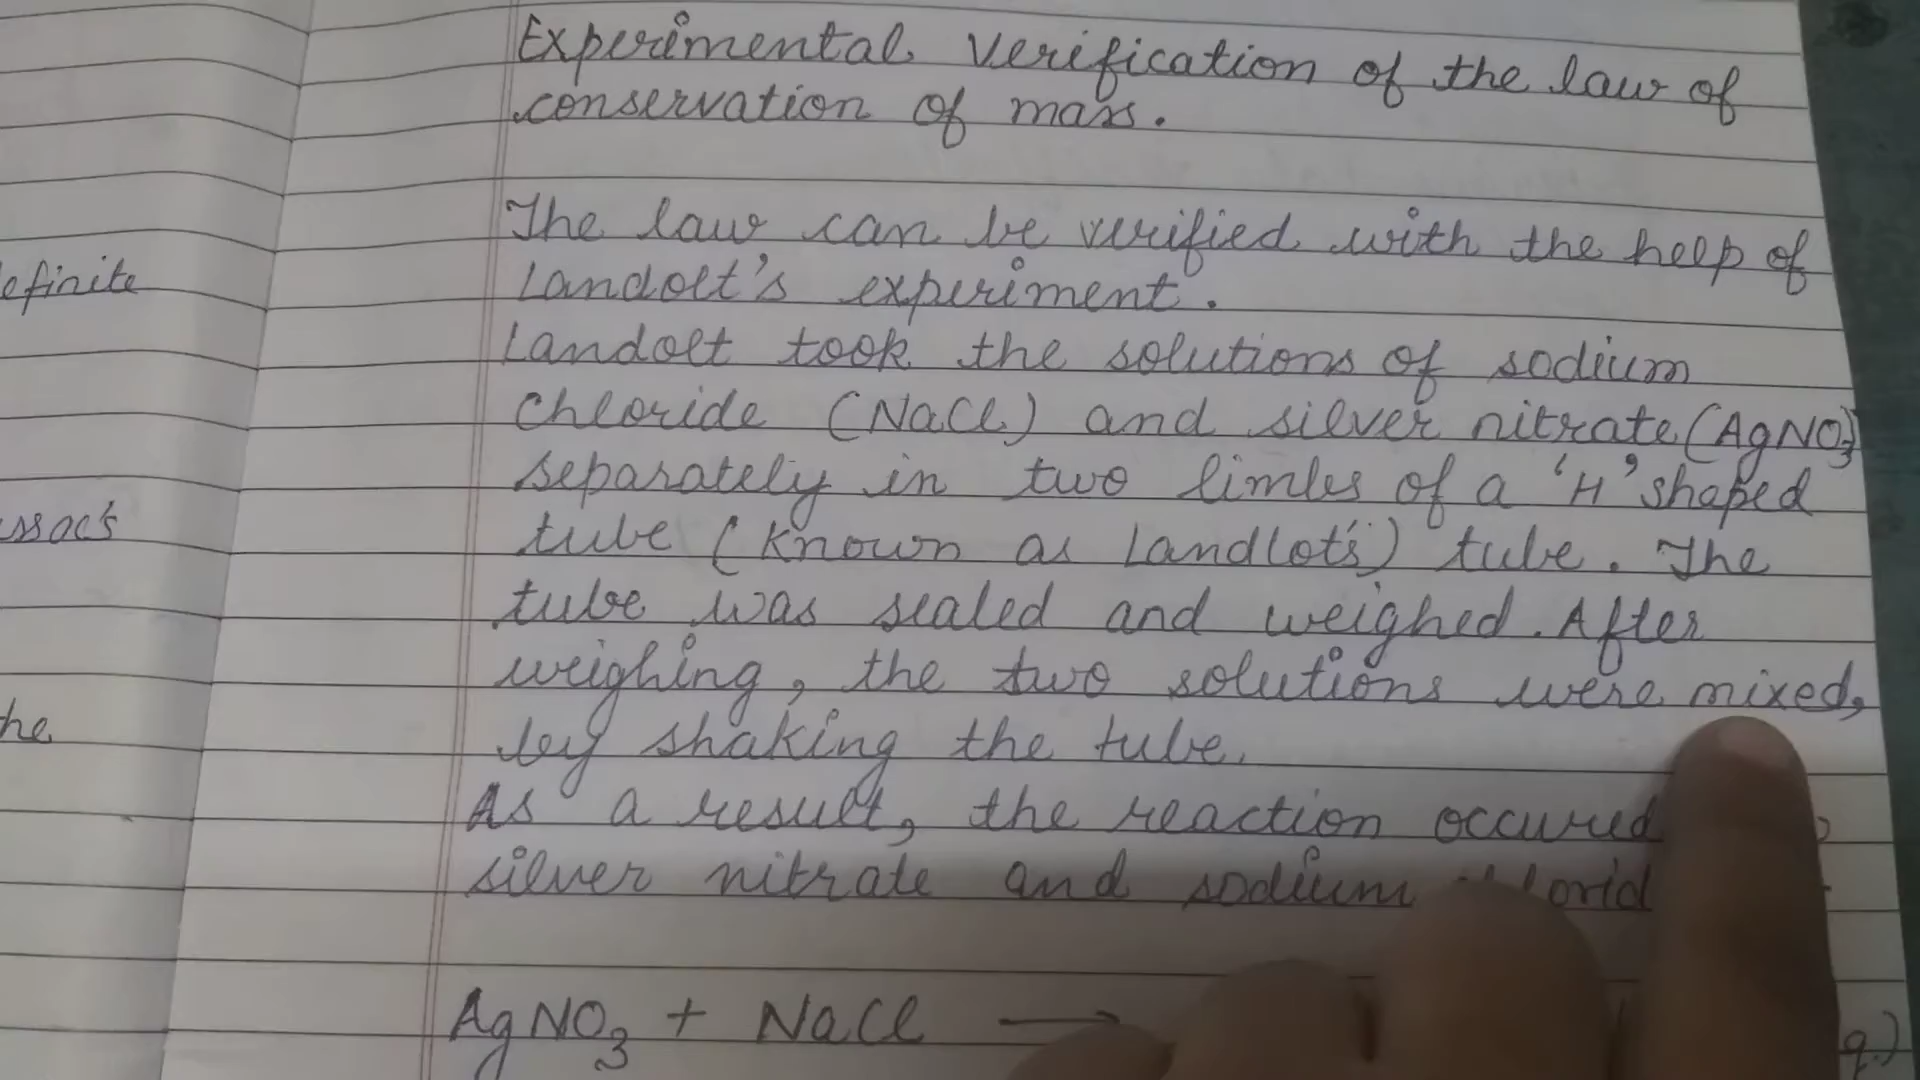 Experimental verification of the law of
conservation of mass.
The law can be verified with the help of
Landolt's experiment.
Landolt took the solutions of sodium
chloride (NaCl) and silver nitrate (AgNO3)
separately in two limbs of a 'H' shaped
tube (known as Landlot's) tube. The
tube was sealed and weighed. After
weighing, the two solutions were mixed,
by shaking the tube.
As a result, the reaction occured
silver nitrate and sodium
AgNO3 + NaCl →
efinite
ssac's
he